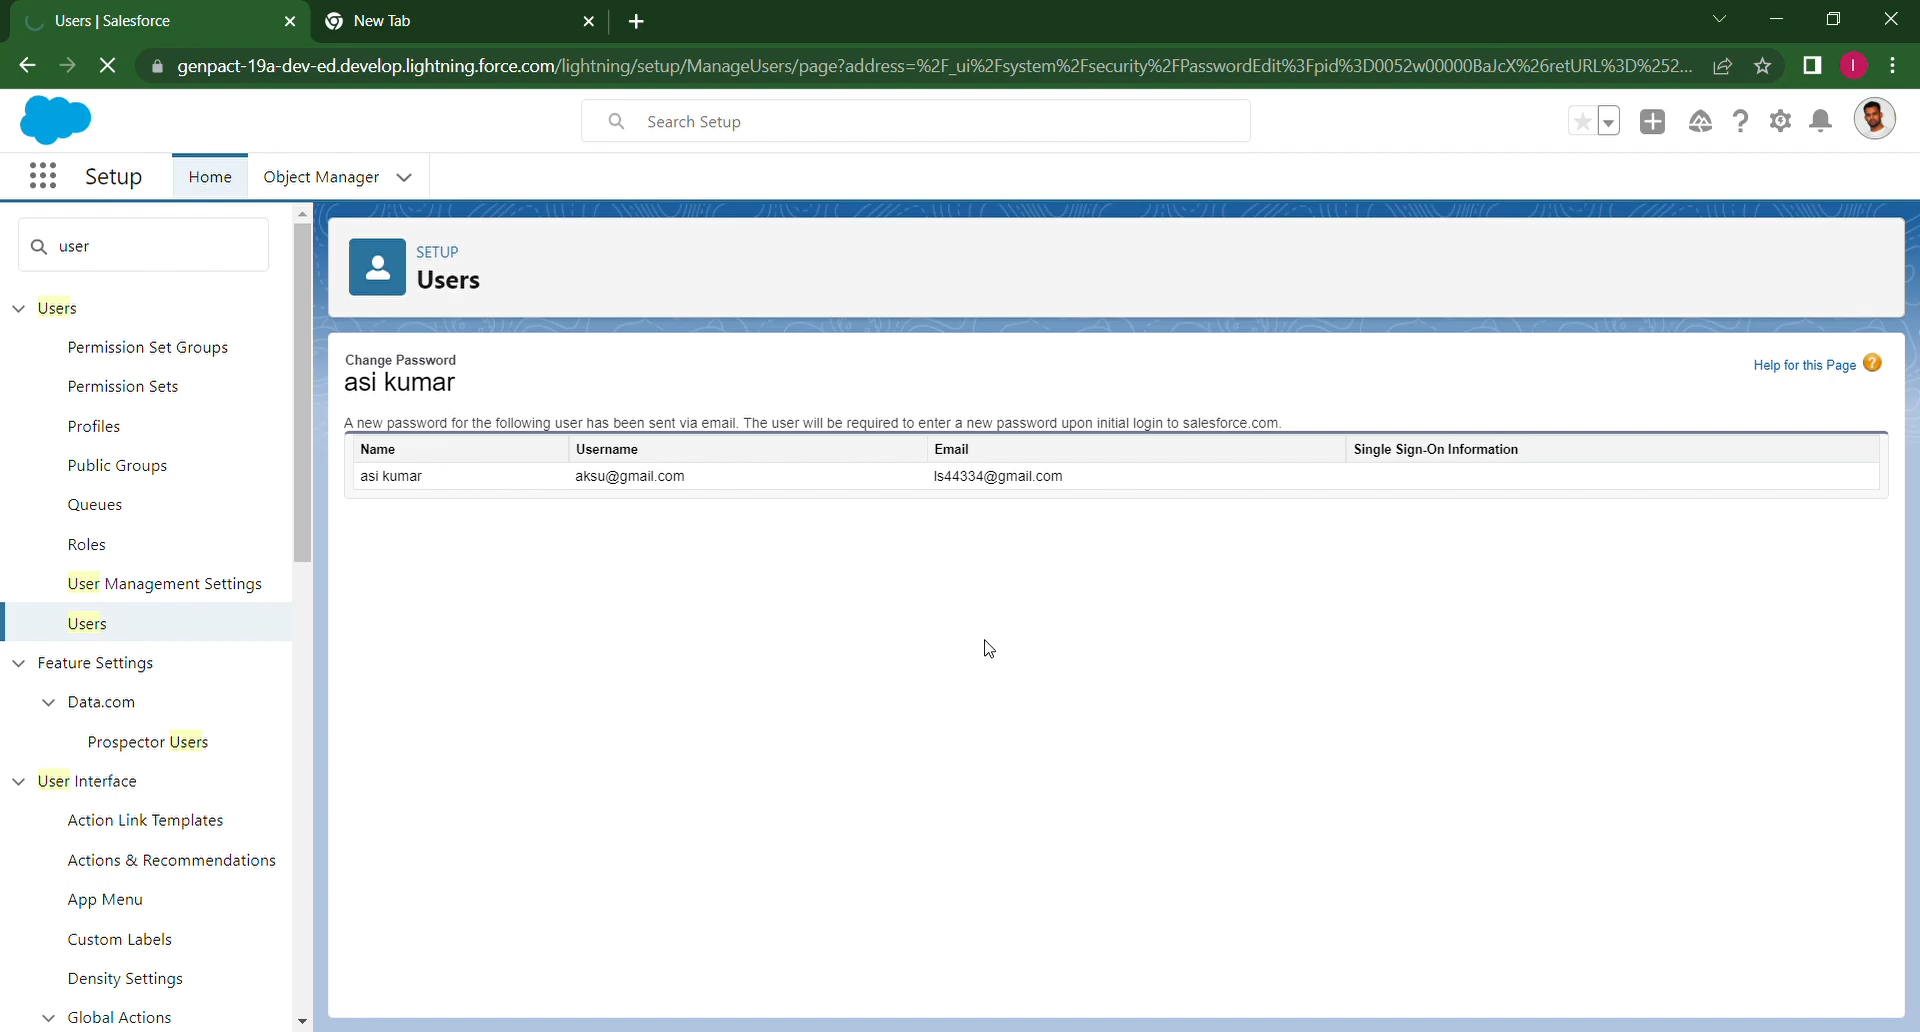 Users | Salesforce
New Tab
genpact-19a-dev-ed.develop.lightning.force.com/lightning/setup/ManageUsers/page?address=%2F_ui%2Fsystem%2Fsecurity%2FPasswordEdit%3Fpid%3D0052w00000BaJcX%26retURL%3D%252...
I
Search Setup
Setup
Home
Object Manager
user
Users
Permission Set Groups
Permission Sets
Profiles
Public Groups
Queues
Roles
User Management Settings
Users
Feature Settings
Data.com
Prospector Users
User Interface
Action Link Templates
Actions & Recommendations
App Menu
Custom Labels
Density Settings
Global Actions
SETUP
Users
Change Password
asi kumar
Help for this Page
A new password for the following user has been sent via email. The user will be required to enter a new password upon initial login to salesforce.com.
Name Username Email Single Sign-On Information
asi kumar aksu@gmail.com ls44334@gmail.com